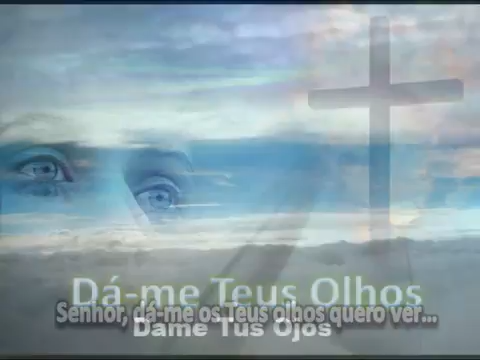 Dá-me Teus Olhos
Senhor, dá-me os Teus olhos quero ver...
Dame Tus Ojos